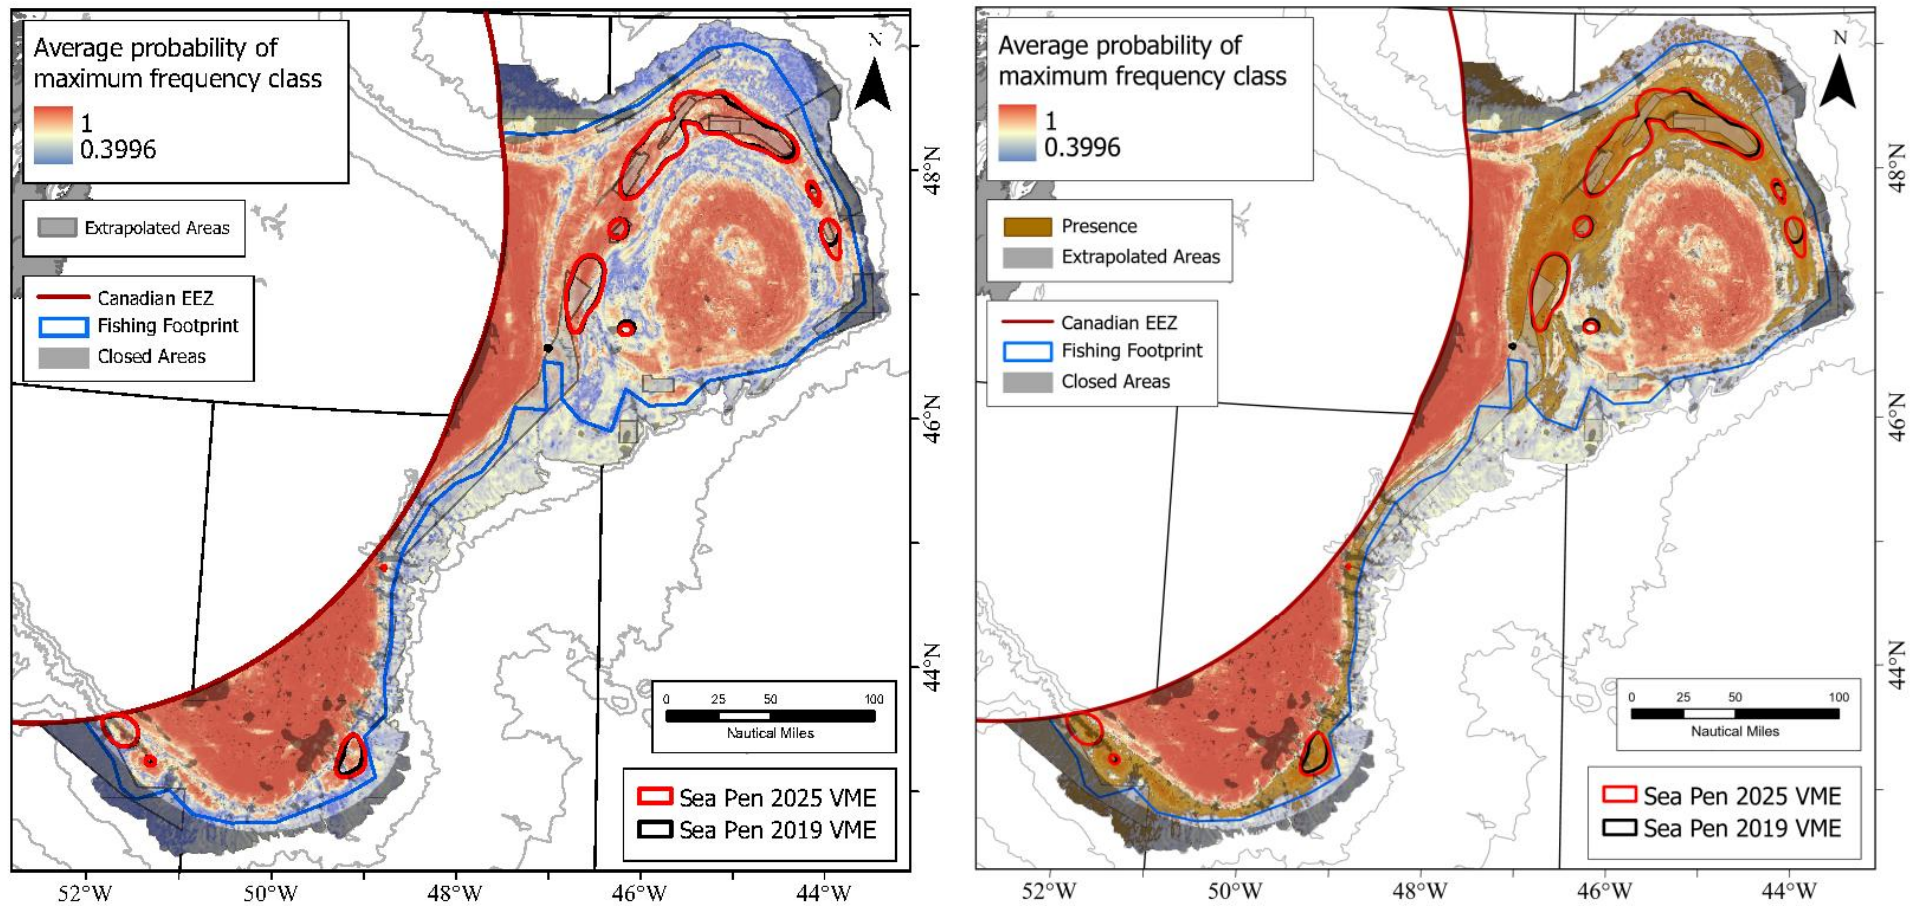 Average probability of
maximum frequency class
1
0.3996
Extrapolated Areas
Canadian EEZ
Fishing Footprint
Closed Areas
N
48°N
46°N
44°N
0 25 50 100
Nautical Miles
Sea Pen 2025 VME
Sea Pen 2019 VME
52°W 50°W 48°W 46°W 44°W
Average probability of
maximum frequency class
1
0.3996
Presence
Extrapolated Areas
Canadian EEZ
Fishing Footprint
Closed Areas
N
48°N
46°N
44°N
0 25 50 100
Nautical Miles
Sea Pen 2025 VME
Sea Pen 2019 VME
52°W 50°W 48°W 46°W 44°W